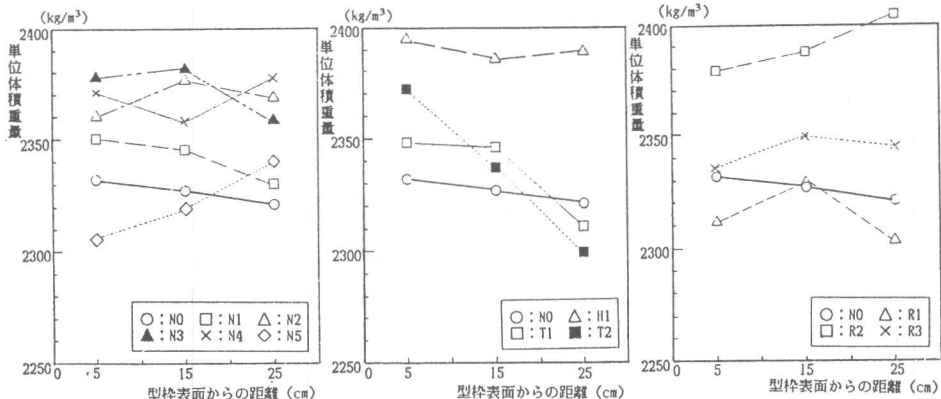 (kg/m³)
2400
単位体積重量
2350
2300
2250
○:N0 □:N1 △:N2
▲:N3 ×:N4 ◇:N5
0 5 15 25
型枠表面からの距離(cm)
(kg/m³)
2400
単位体積重量
2350
2300
2250
○:N0 △:H1
□:T1 ■:T2
0 5 15 25
型枠表面からの距離(cm)
(kg/m³)
2400
単位体積重量
2350
2300
2250
○:N0 △:R1
□:R2 ×:R3
0 5 15 25
型枠表面からの距離(cm)